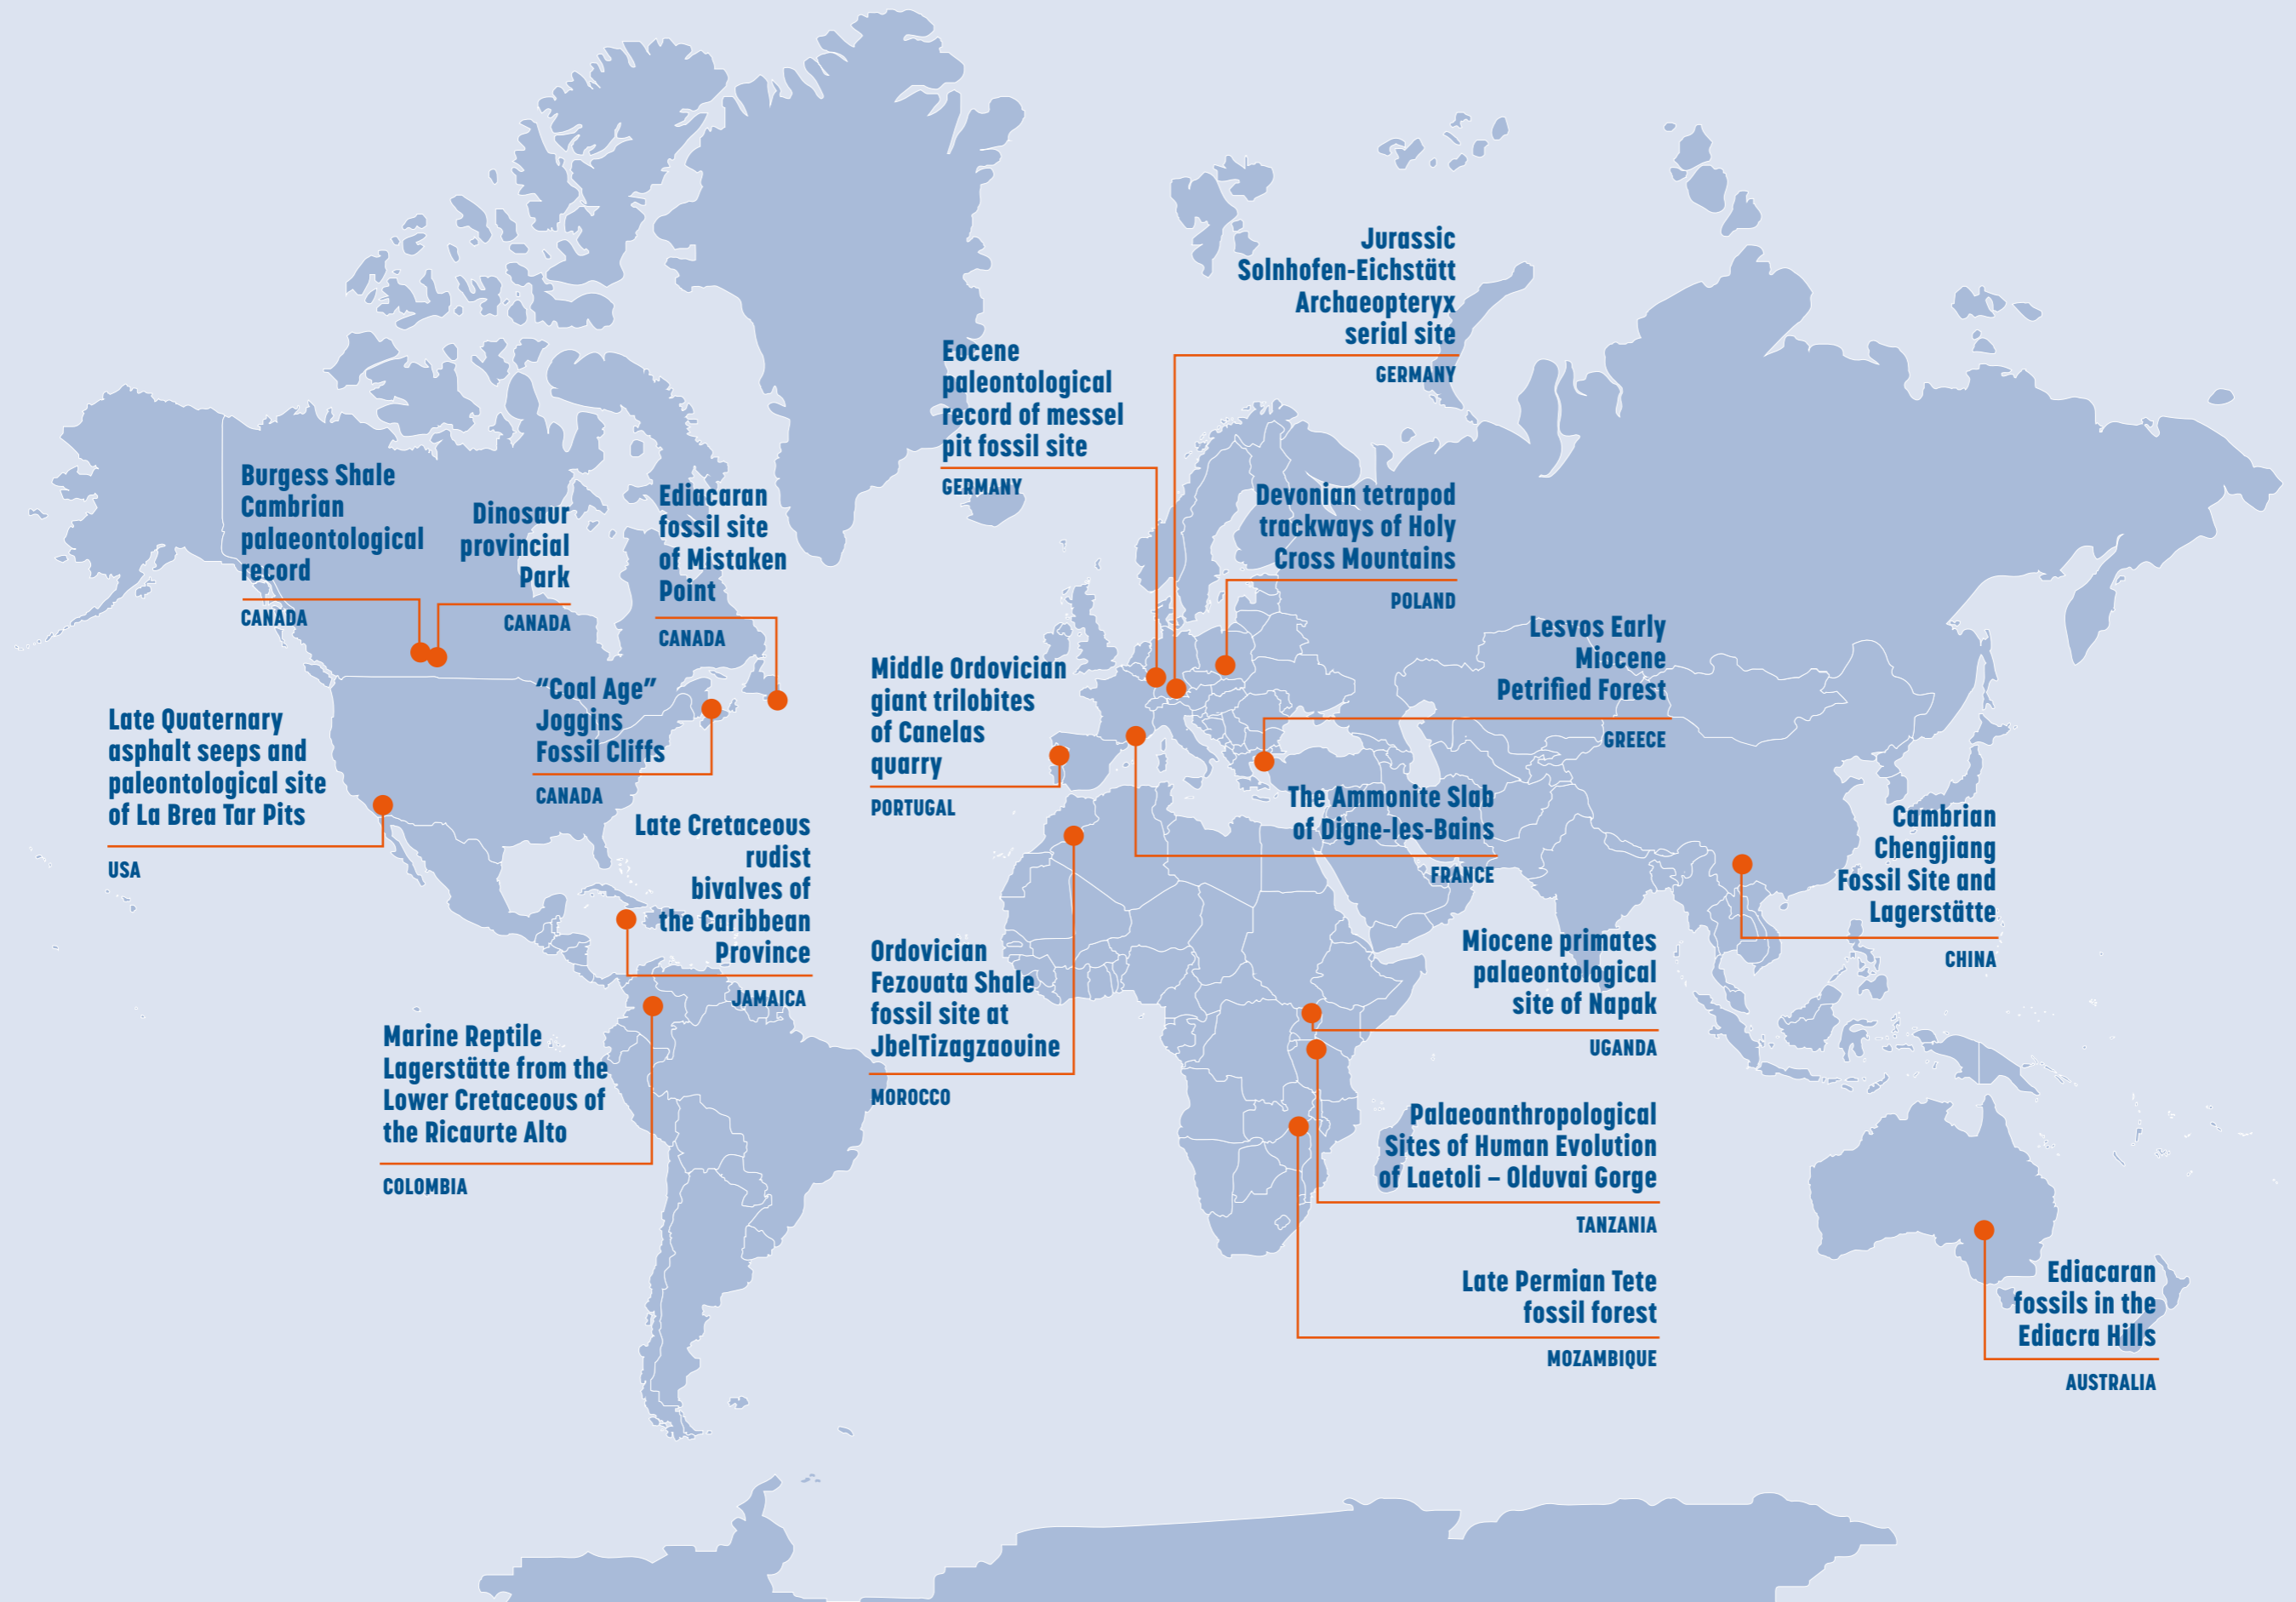 Jurassic
Solnhofen-Eichstätt
Archaeopteryx
serial site
GERMANY
Eocene
paleontological
record of messel
pit fossil site
GERMANY
Burgess Shale
Cambrian
palaeontological
record
CANADA
Dinosaur
provincial
Park
CANADA
Ediacaran
fossil site
of Mistaken
Point
CANADA
Devonian tetrapod
trackways of Holy
Cross Mountains
POLAND
Lesvos Early
Miocene
Petrified Forest
GREECE
Middle Ordovician
giant trilobites
of Canelas
quarry
PORTUGAL
“Coal Age”
Joggins
Fossil Cliffs
CANADA
Late Quaternary
asphalt seeps and
paleontological site
of La Brea Tar Pits
USA
The Ammonite Slab
of Digne-les-Bains
FRANCE
Cambrian
Chengjiang
Fossil Site and
Lagerstätte
CHINA
Late Cretaceous
rudist
bivalves of
the Caribbean
Province
JAMAICA
Ordovician
Fezouata Shale
fossil site at
JbelTizagzaouine
MOROCCO
Miocene primates
palaeontological
site of Napak
UGANDA
Marine Reptile
Lagerstätte from the
Lower Cretaceous of
the Ricaurte Alto
COLOMBIA
Palaeoanthropological
Sites of Human Evolution
of Laetoli – Olduvai Gorge
TANZANIA
Late Permian Tete
fossil forest
MOZAMBIQUE
Ediacaran
fossils in the
Ediacra Hills
AUSTRALIA